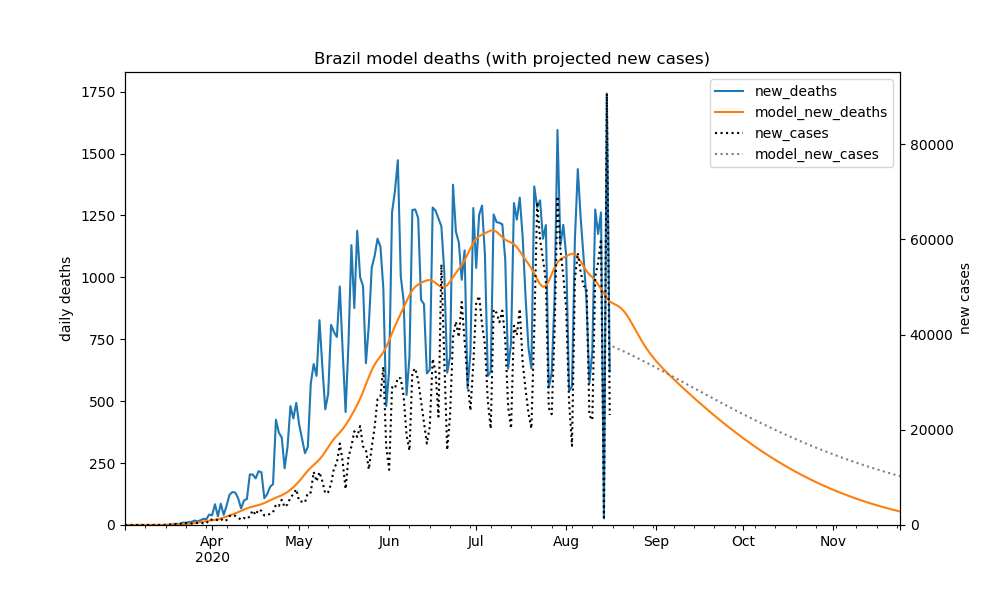 Brazil model deaths (with projected new cases)
new_deaths
model_new_deaths
new_cases
model_new_cases
daily deaths
1750
1500
1250
1000
750
500
250
0
new cases
80000
60000
40000
20000
0
Apr
2020
May
Jun
Jul
Aug
Sep
Oct
Nov